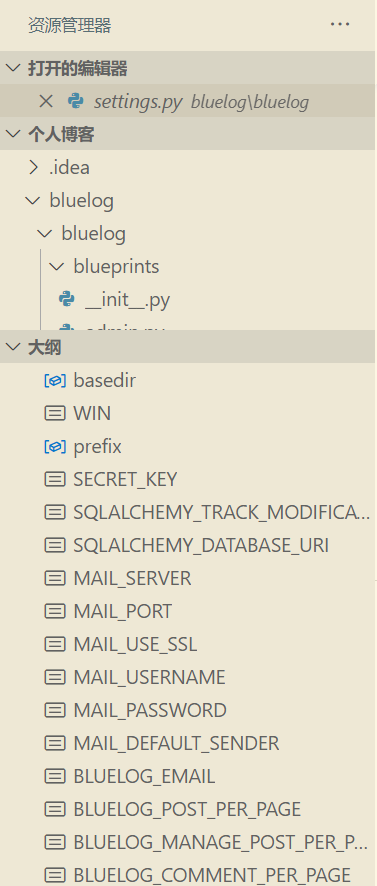 资源管理器 ...
打开的编辑器
settings.py bluelog\bluelog
个人博客
.idea
bluelog
bluelog
blueprints
__init__.py
admin.py
大纲
basedir
WIN
prefix
SECRET_KEY
SQLALCHEMY_TRACK_MODIFICA...
SQLALCHEMY_DATABASE_URI
MAIL_SERVER
MAIL_PORT
MAIL_USE_SSL
MAIL_USERNAME
MAIL_PASSWORD
MAIL_DEFAULT_SENDER
BLUELOG_EMAIL
BLUELOG_POST_PER_PAGE
BLUELOG_MANAGE_POST_PER_P...
BLUELOG_COMMENT_PER_PAGE